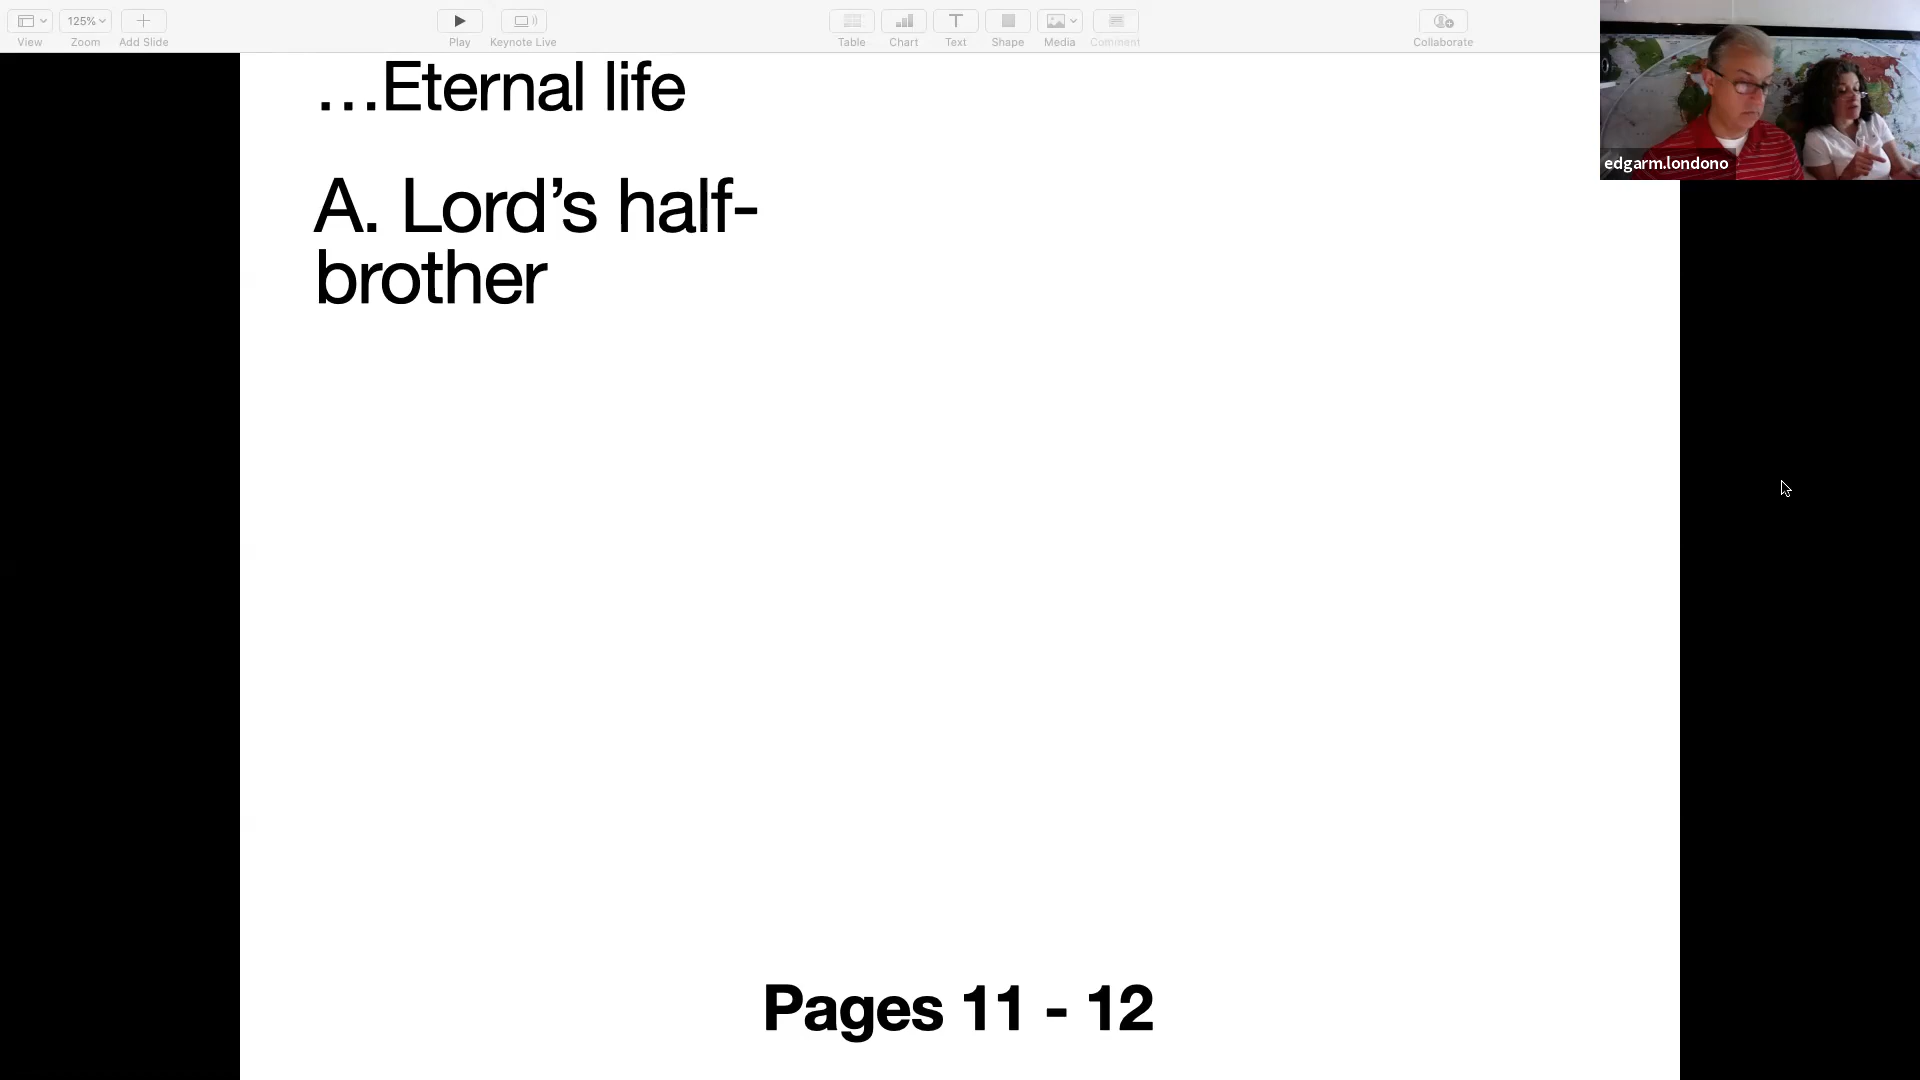 125%
View
Zoom
Add Slide
Play
Keynote Live
Table
Chart
Text
Shape
Media
Comment
Collaborate
edgarm.londono
…Eternal life
A. Lord’s half-
brother
Pages 11 - 12